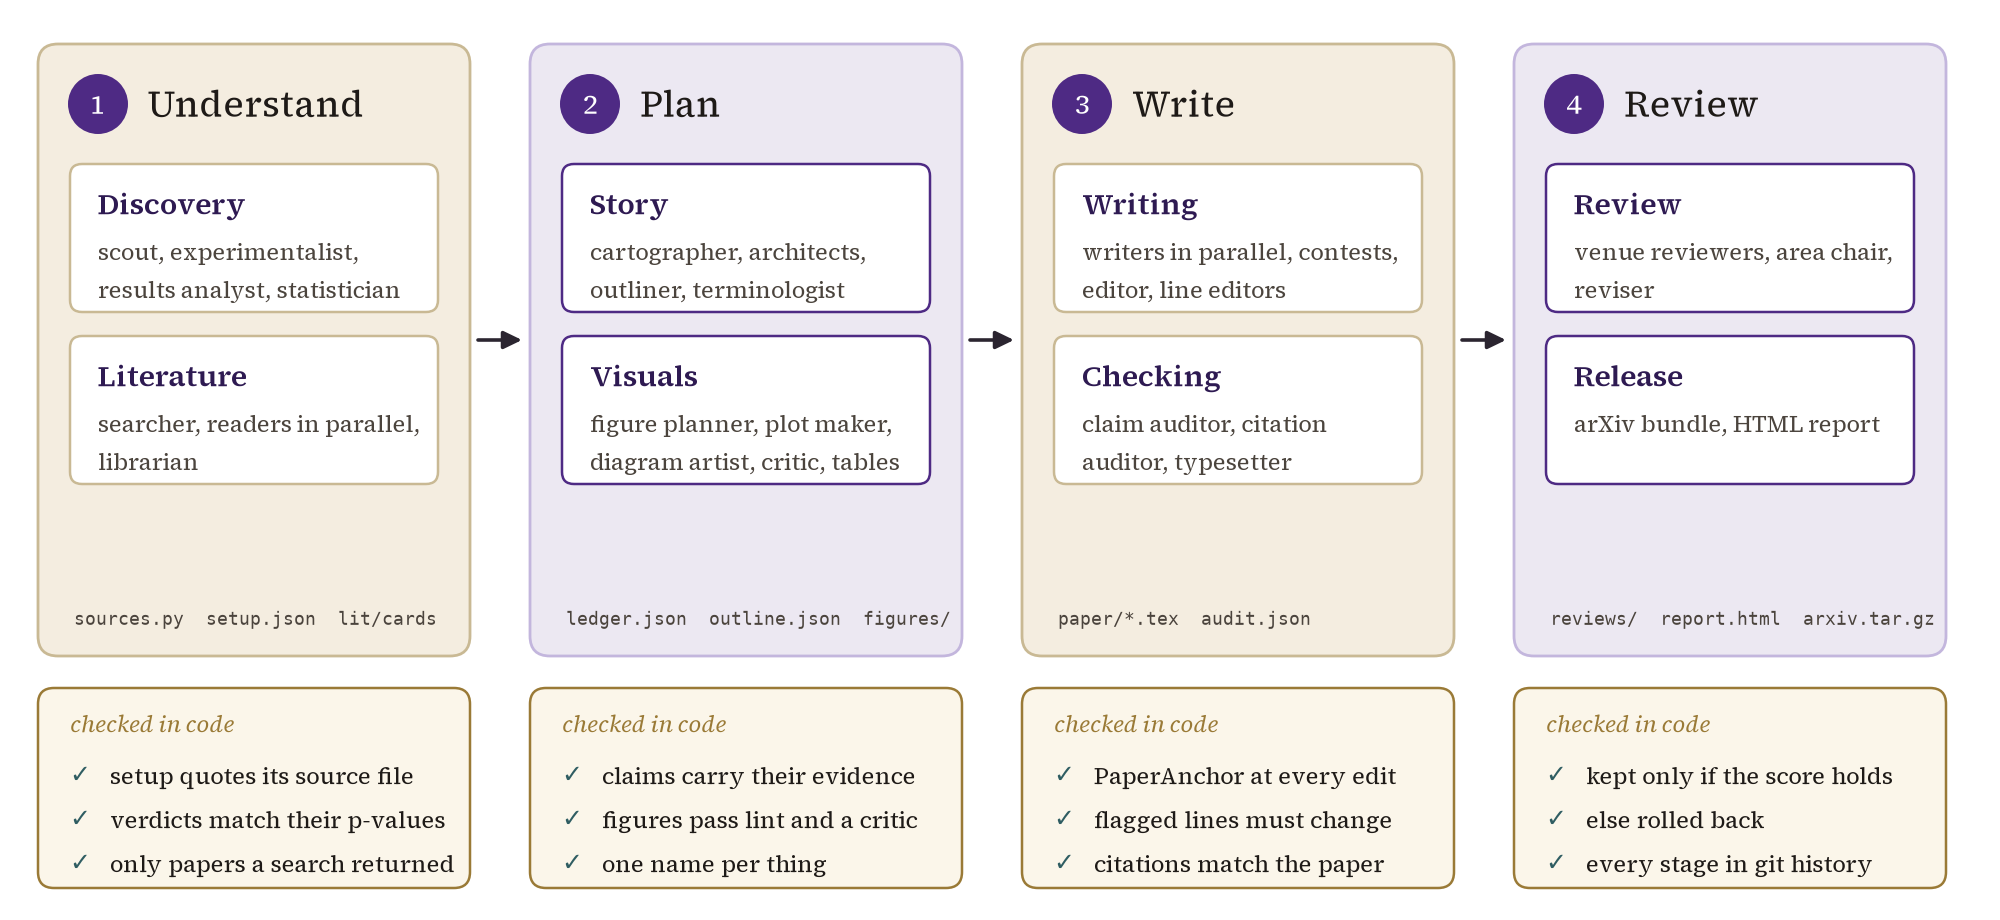 1 Understand
Discovery
scout, experimentalist,
results analyst, statistician
Literature
searcher, readers in parallel,
librarian
sources.py setup.json lit/cards
2 Plan
Story
cartographer, architects,
outliner, terminologist
Visuals
figure planner, plot maker,
diagram artist, critic, tables
ledger.json outline.json figures/
3 Write
Writing
writers in parallel, contests,
editor, line editors
Checking
claim auditor, citation
auditor, typesetter
paper/*.tex audit.json
4 Review
Review
venue reviewers, area chair,
reviser
Release
arXiv bundle, HTML report
reviews/ report.html arxiv.tar.gz
checked in code
✓ setup quotes its source file
✓ verdicts match their p-values
✓ only papers a search returned
checked in code
✓ claims carry their evidence
✓ figures pass lint and a critic
✓ one name per thing
checked in code
✓ PaperAnchor at every edit
✓ flagged lines must change
✓ citations match the paper
checked in code
✓ kept only if the score holds
✓ else rolled back
✓ every stage in git history